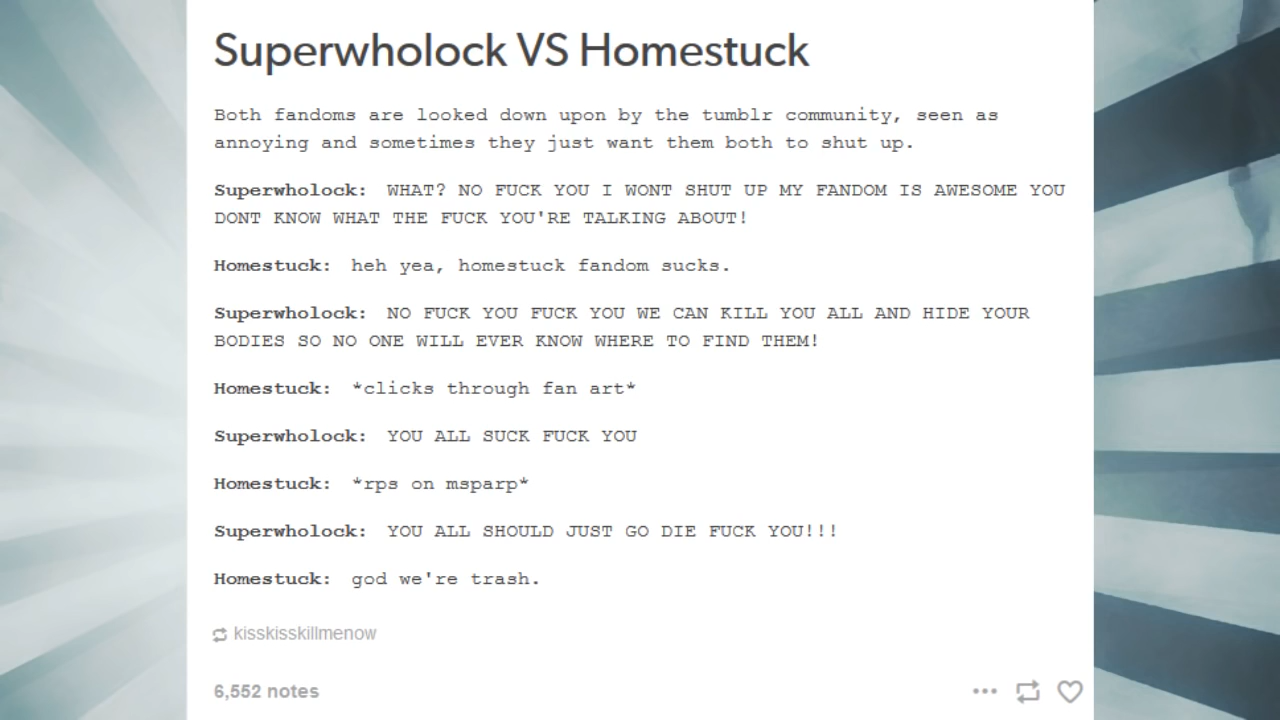 Superwholock VS Homestuck
Both fandoms are looked down upon by the tumblr community, seen as
annoying and sometimes they just want them both to shut up.
Superwholock: WHAT? NO FUCK YOU I WONT SHUT UP MY FANDOM IS AWESOME YOU
DONT KNOW WHAT THE FUCK YOU'RE TALKING ABOUT!
Homestuck: heh yea, homestuck fandom sucks.
Superwholock: NO FUCK YOU FUCK YOU WE CAN KILL YOU ALL AND HIDE YOUR
BODIES SO NO ONE WILL EVER KNOW WHERE TO FIND THEM!
Homestuck: *clicks through fan art*
Superwholock: YOU ALL SUCK FUCK YOU
Homestuck: *rps on msparp*
Superwholock: YOU ALL SHOULD JUST GO DIE FUCK YOU!!!
Homestuck: god we're trash.
kisskisskillmenow
6,552 notes